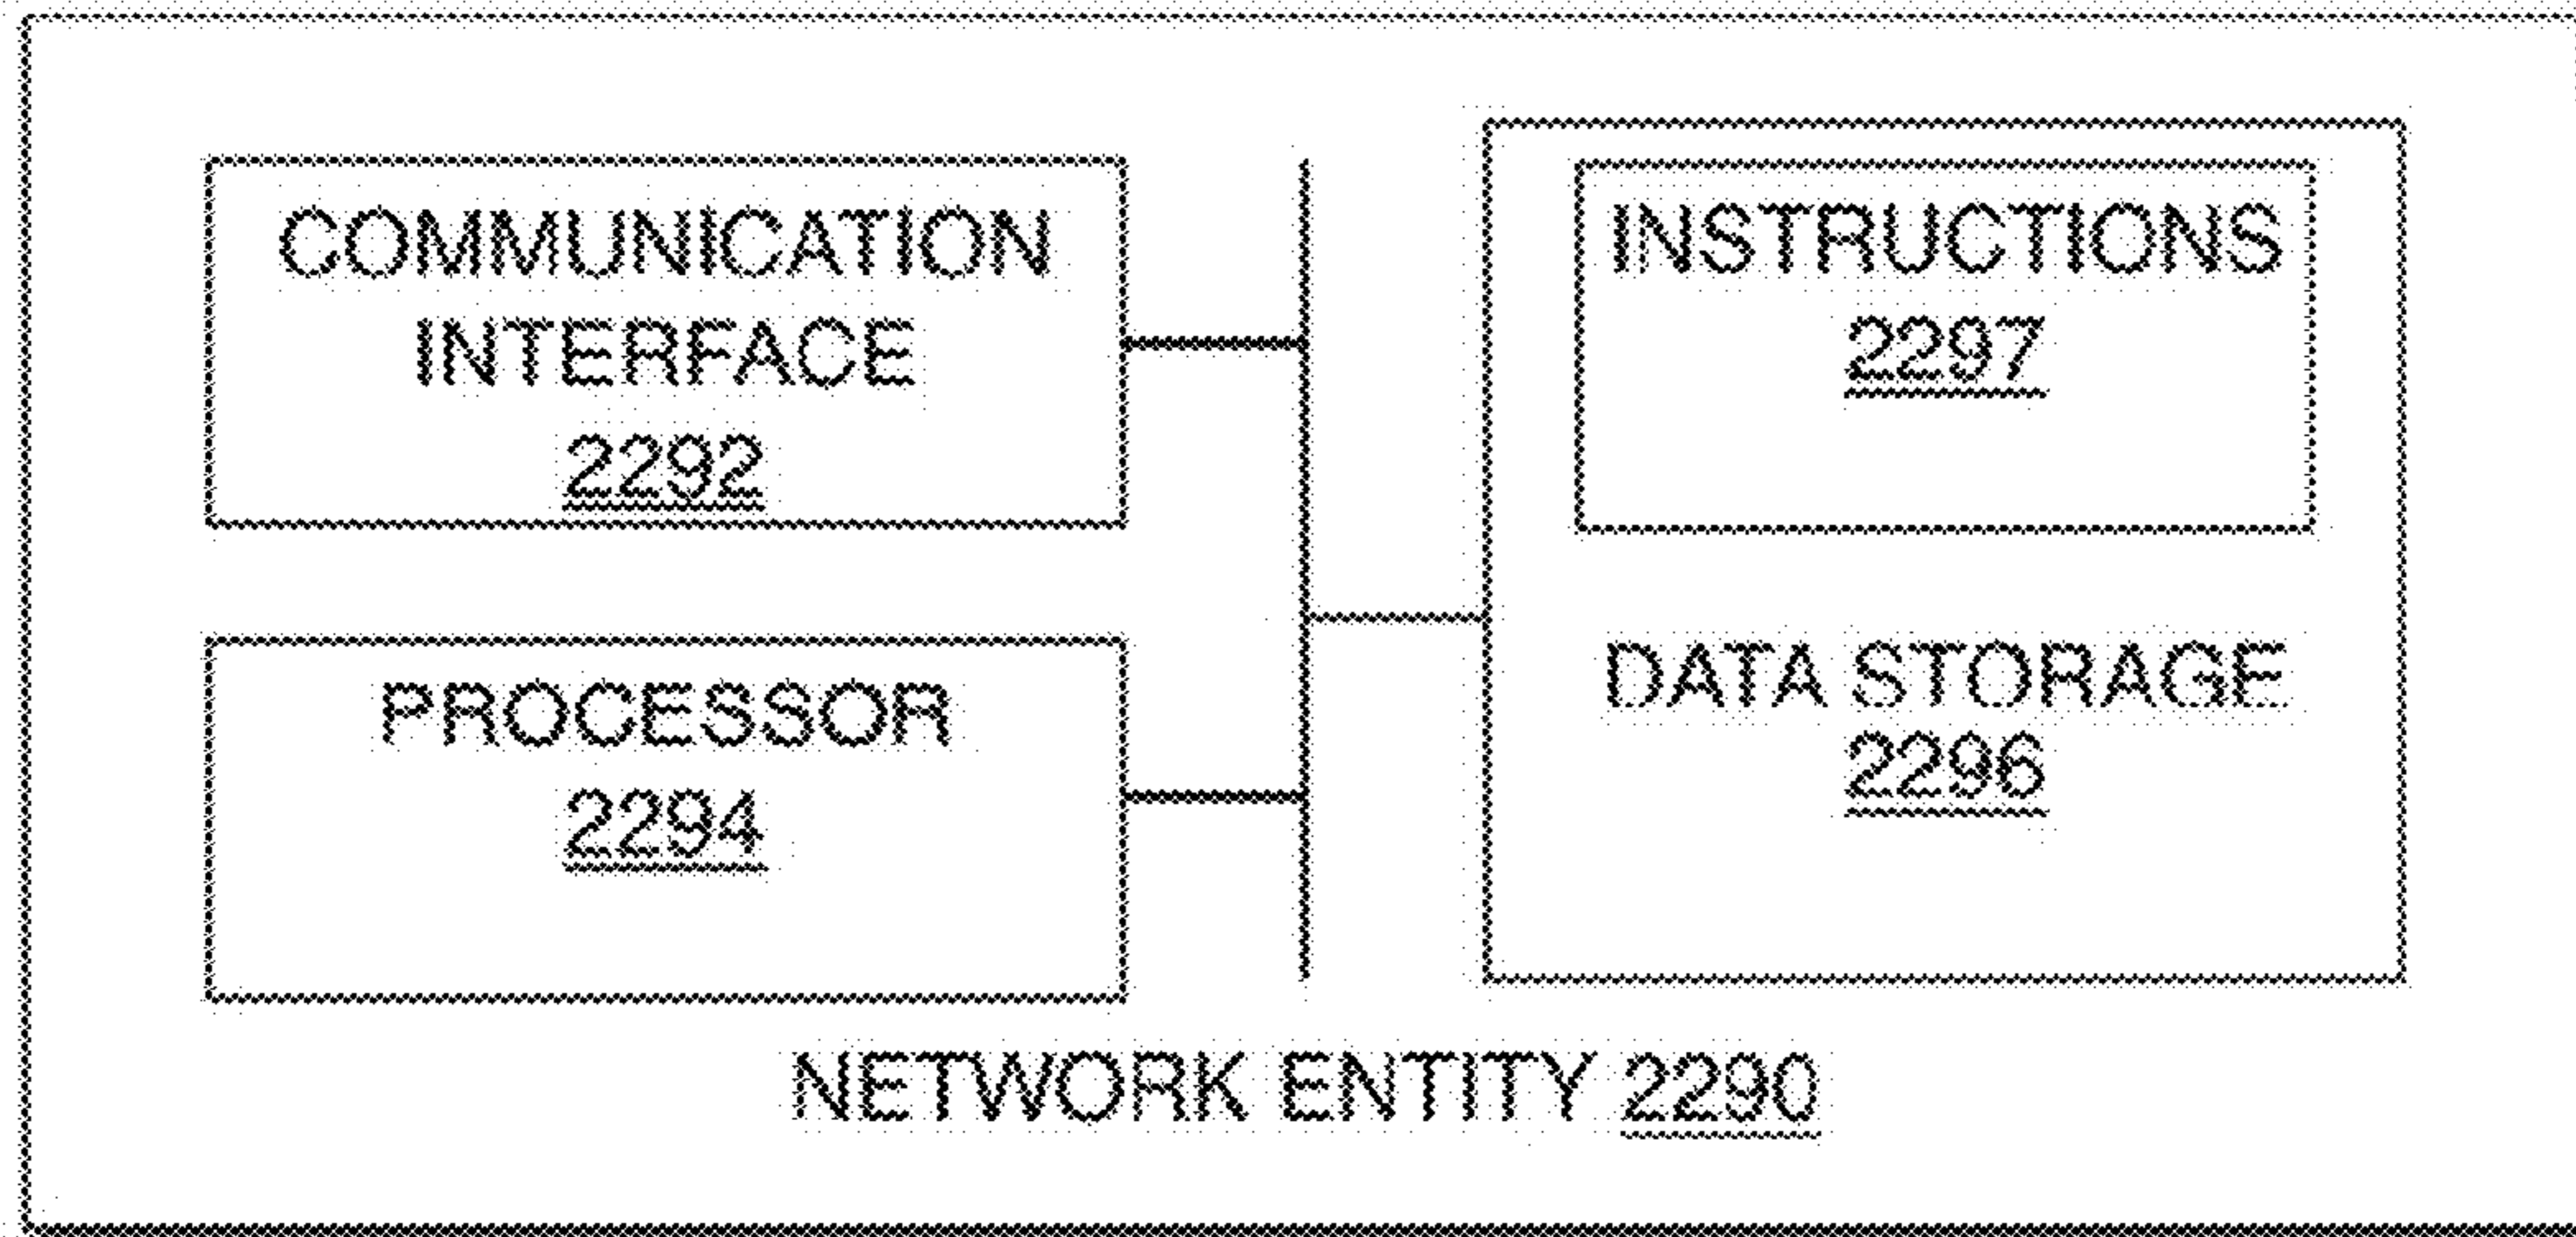 COMMUNICATION
INTERFACE
2292
PROCESSOR
2294
INSTRUCTIONS
2297
DATA STORAGE
2296
NETWORK ENTITY 2290